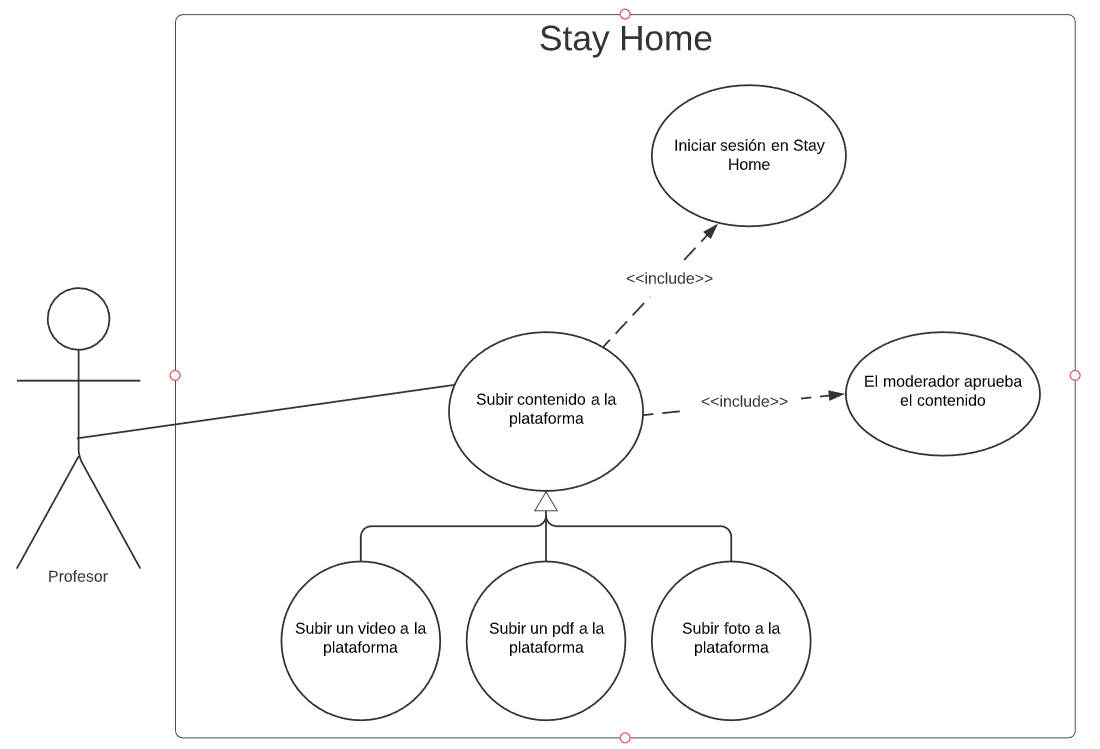 Stay Home
Iniciar sesión en Stay
Home
<<include>>
El moderador aprueba
el contenido
<<include>>
Subir contenido a la
plataforma
Profesor
Subir un video a la
plataforma
Subir un pdf a la
plataforma
Subir foto a la
plataforma